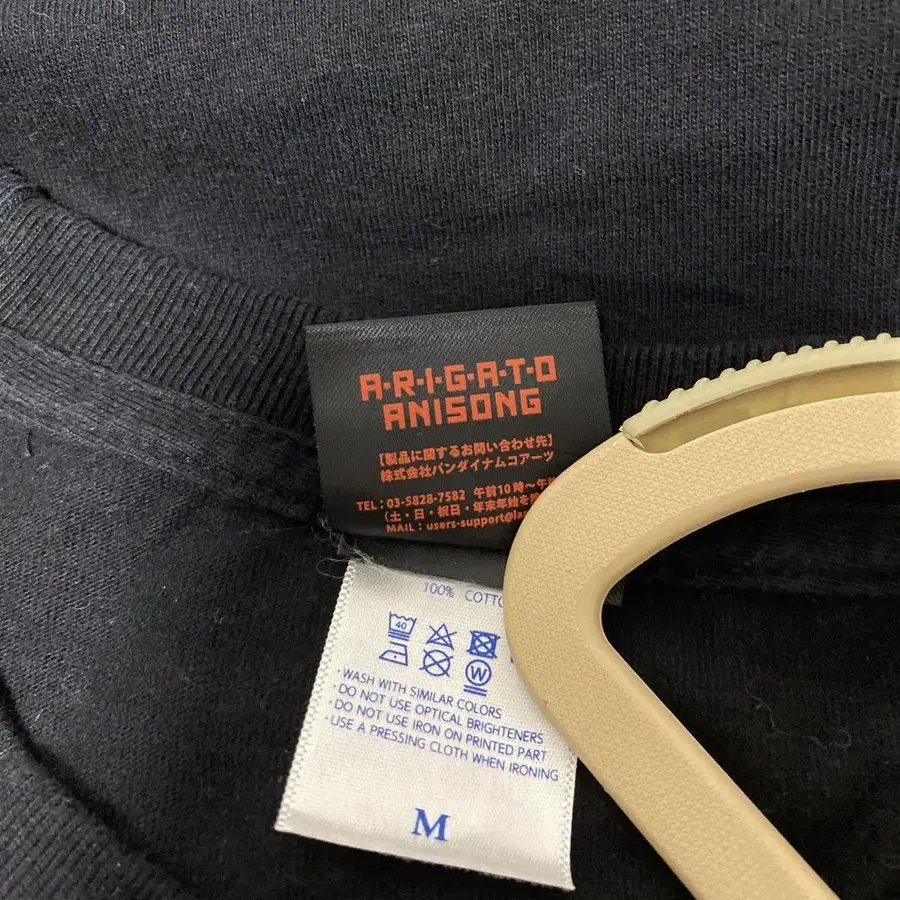 A·R·I·G·A·T·O
ANISONG
【製品に関するお問い合わせ先】
株式会社バンダイナムコアーツ
TEL：03-5828-7582 午前10時～午
（土・日・祝日・年末年始を
MAIL：users-support@la
100% COTTO
40
W
・WASH WITH SIMILAR COLORS
・DO NOT USE OPTICAL BRIGHTENERS
・DO NOT USE IRON ON PRINTED PART
・USE A PRESSING CLOTH WHEN IRONING
M